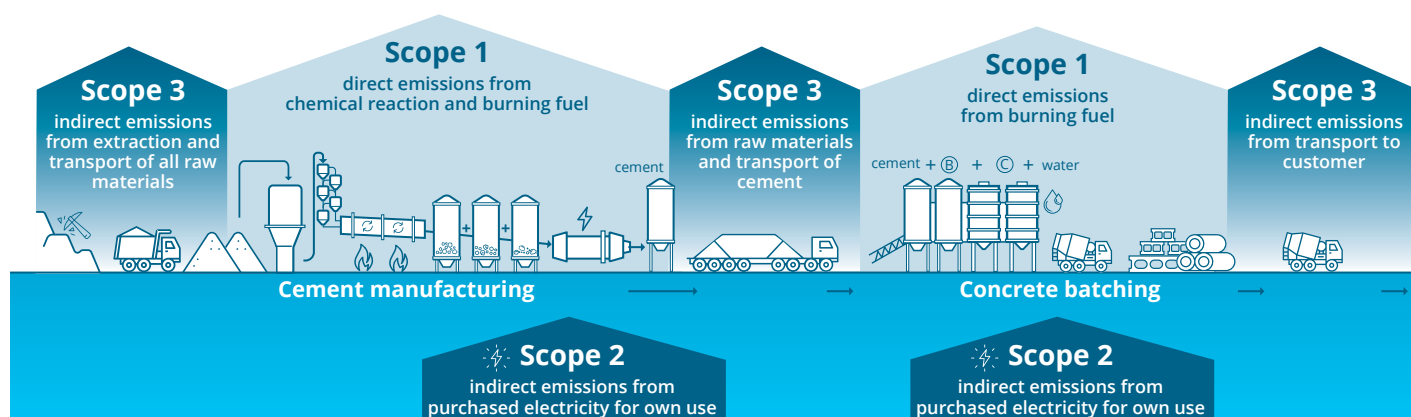 Scope 3
indirect emissions
from extraction and
transport of all raw
materials
Scope 1
direct emissions from
chemical reaction and burning fuel
cement
Scope 3
indirect emissions
from raw materials
and transport of
cement
Scope 1
direct emissions
from burning fuel
cement + Ⓑ + Ⓒ + water
Scope 3
indirect emissions
from transport to
customer
+ +
Cement manufacturing
Concrete batching
Scope 2
indirect emissions from
purchased electricity for own use
Scope 2
indirect emissions from
purchased electricity for own use